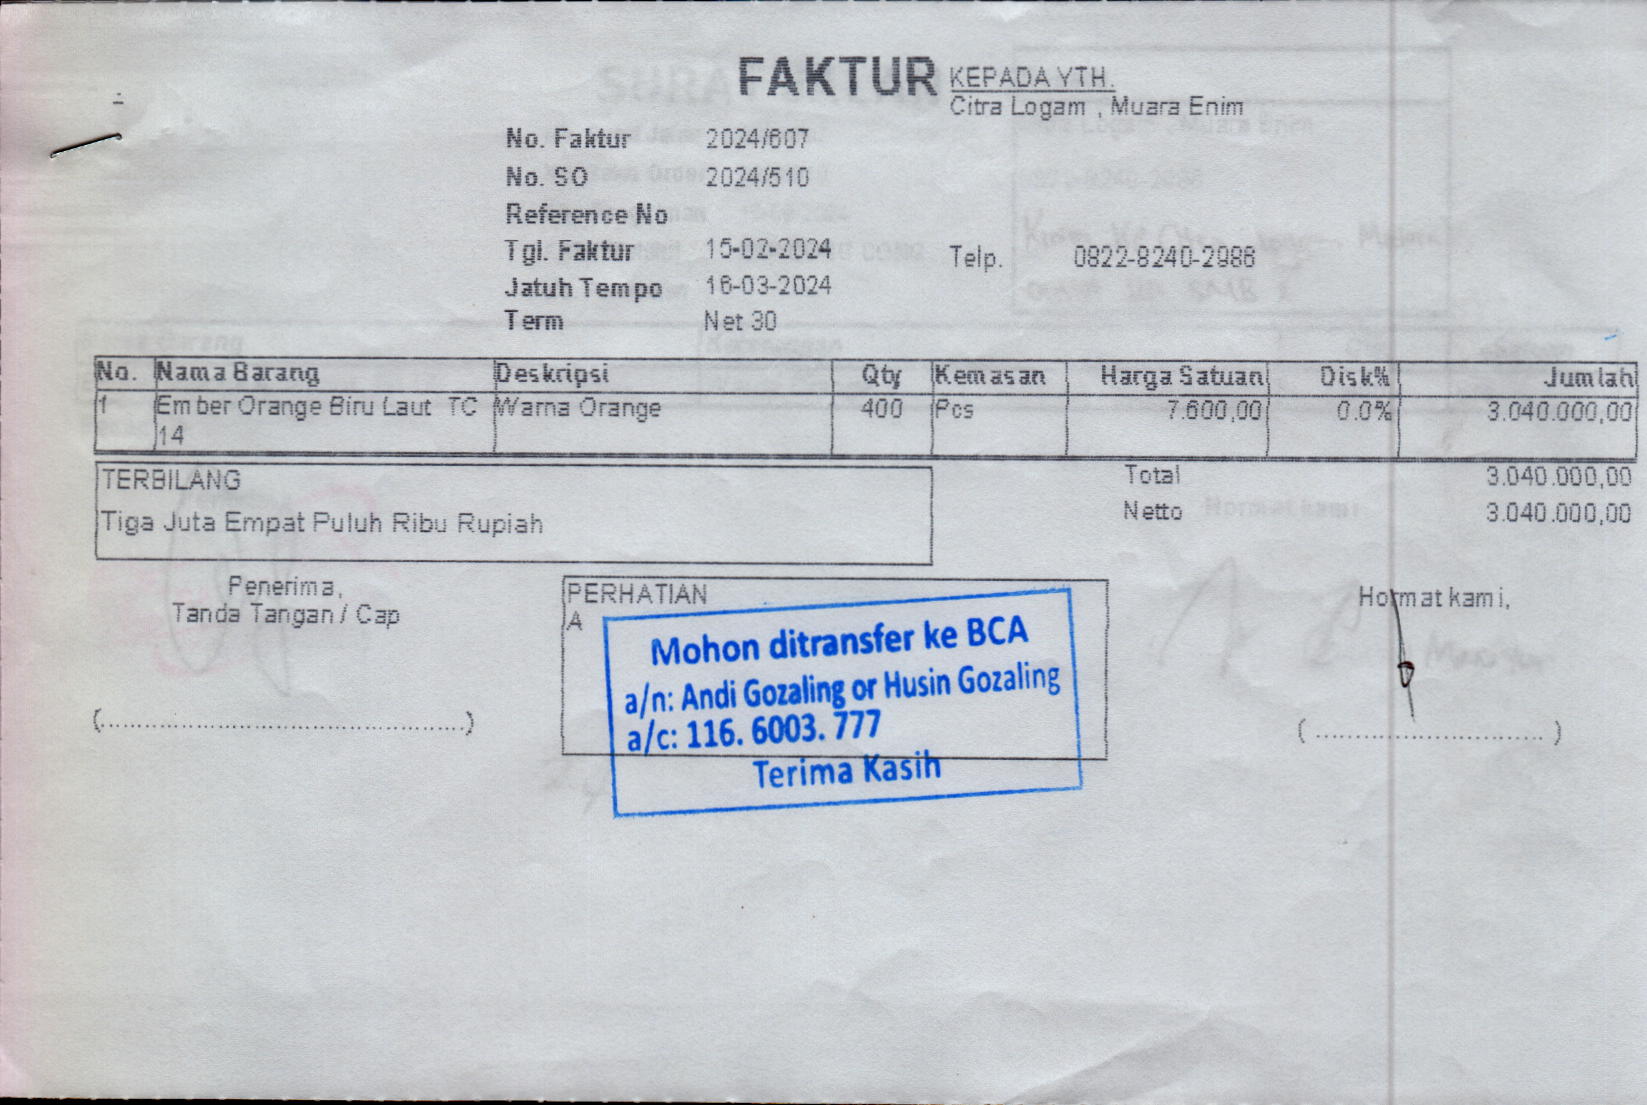 FAKTUR
KEPADA YTH.
Citra Logam , Muara Enim
No. Faktur 2024/607
No. SO 2024/510
Reference No
Tgl. Faktur 15-02-2024
Telp. 0822-8240-2986
Jatuh Tempo 16-03-2024
Term Net 30
No. Nama Barang Deskripsi Qty Kemasan Harga Satuan Disk% Jumlah
1 Ember Orange Biru Laut TC Warna Orange 400 Pcs 7.600,00 0.0% 3.040.000,00
14
TERBILANG
Tiga Juta Empat Puluh Ribu Rupiah
Total 3.040.000,00
Netto 3.040.000,00
Penerima,
Tanda Tangan / Cap
(....................................................)
PERHATIAN
A
Mohon ditransfer ke BCA
a/n: Andi Gozaling or Husin Gozaling
a/c: 116. 6003. 777
Terima Kasih
Hormat kami,
( ................................ )